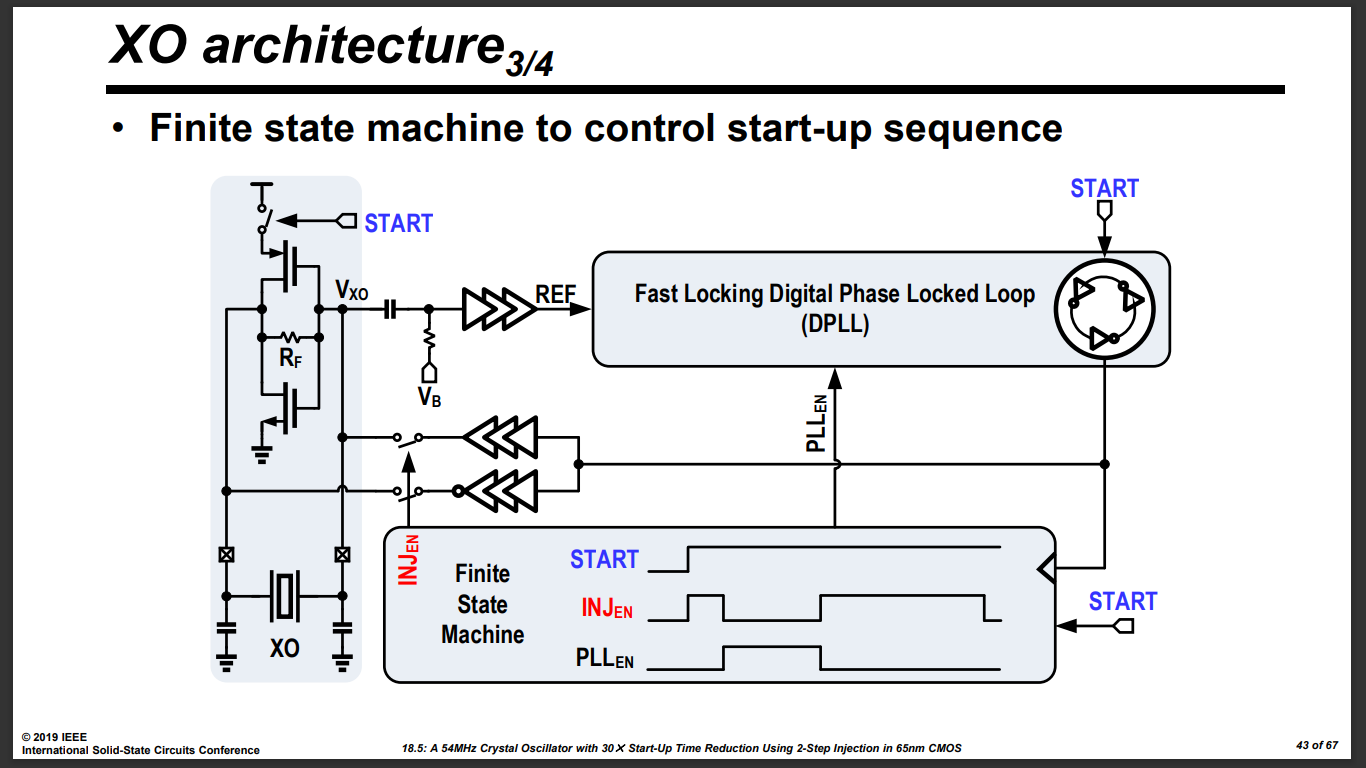 XO architecture3/4
• Finite state machine to control start-up sequence
START
START
VXO
REF
Fast Locking Digital Phase Locked Loop
(DPLL)
RF
VB
PLLEN
INJEN
Finite
State
Machine
START
INJEN
PLLEN
START
XO
© 2019 IEEE
International Solid-State Circuits Conference
18.5: A 54MHz Crystal Oscillator with 30× Start-Up Time Reduction Using 2-Step Injection in 65nm CMOS
43 of 67